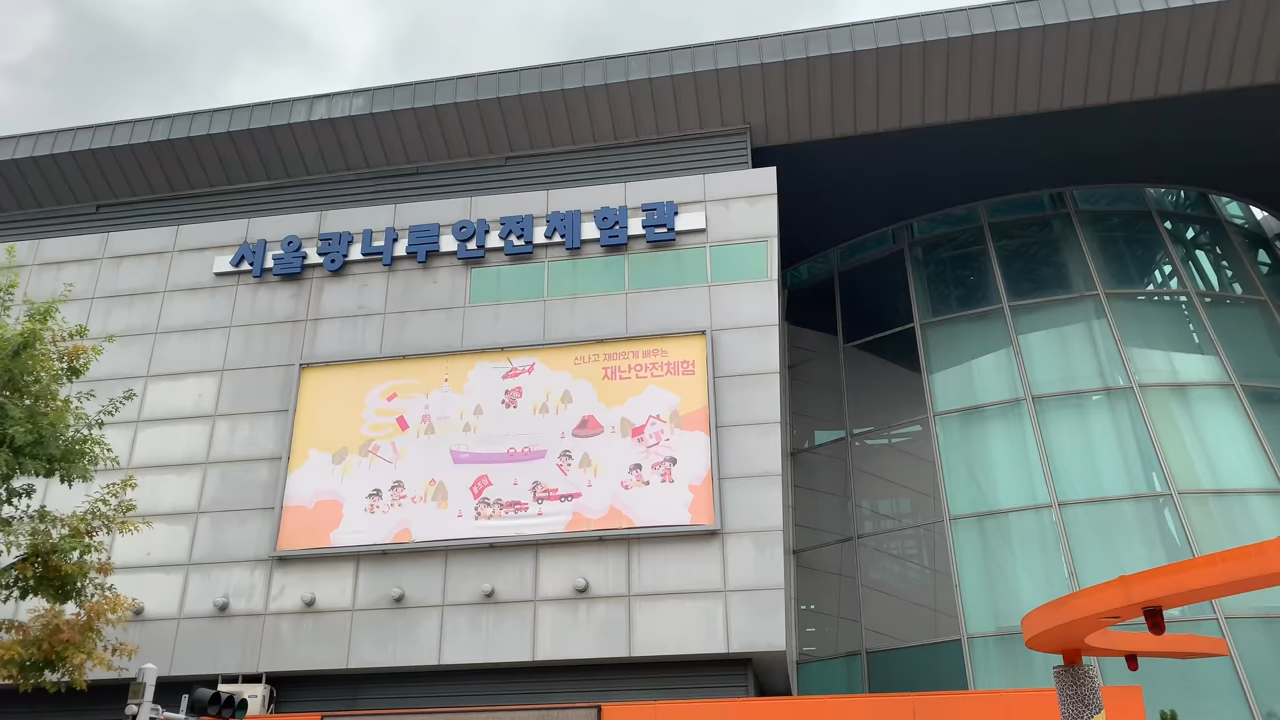 서울광나루안전체험관
신나고 재미있게 배우는
재난안전체험